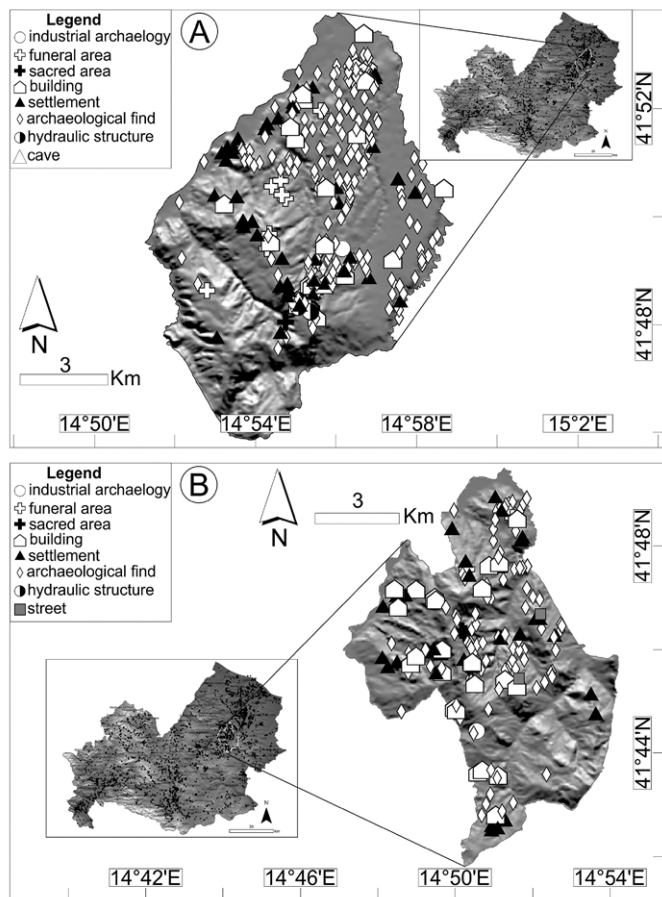 Legend
industrial archaelogy
funeral area
sacred area
building
settlement
archaeological find
hydraulic structure
cave
A
N
41°52'N
41°48'N
N
3
Km
14°50'E 14°54'E 14°58'E 15°2'E
Legend
industrial archaelogy
funeral area
sacred area
building
settlement
archaeological find
hydraulic structure
street
B
N
3
Km
41°48'N
41°44'N
N
14°42'E 14°46'E 14°50'E 14°54'E